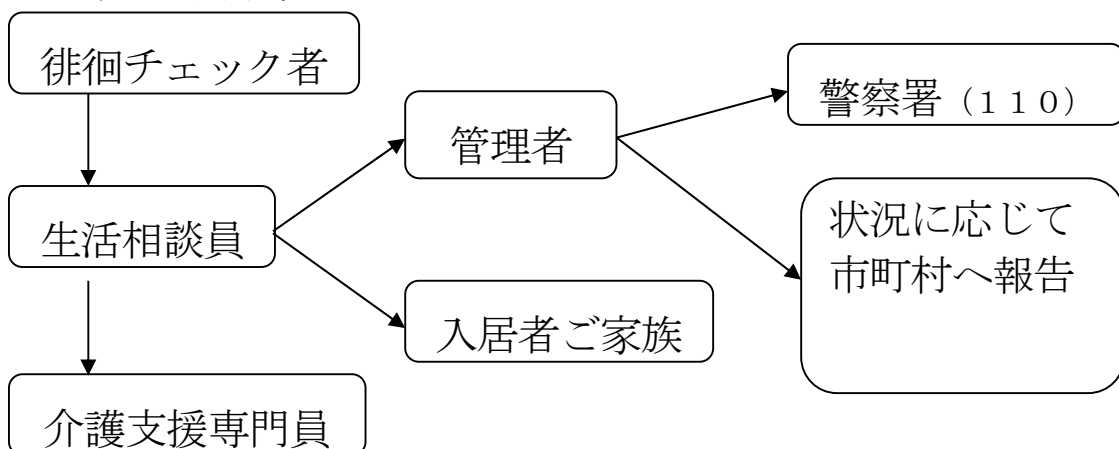 徘徊チェック者
管理者
警察署（１１０）
生活相談員
状況に応じて
市町村へ報告
入居者ご家族
介護支援専門員